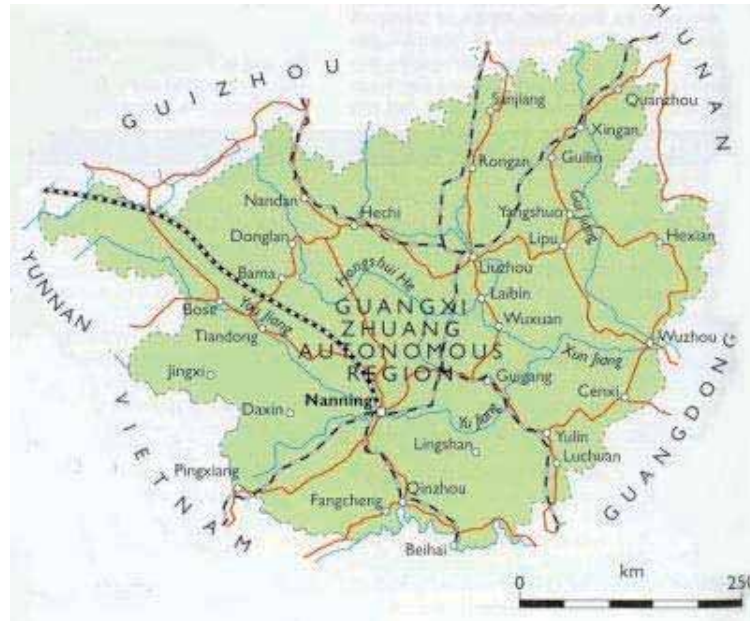 HUNAN
GUIZHOU
Sanjiang
Quanzhou
Xingan
Rongan
Guilin
Nandan
Hechi
Yangshuo
Gui Jiang
Donglan
Lipu
Hexian
Bama
Hongshui He
Liuzhou
YUNNAN
Laibin
Bose
You Jiang
GUANGXI
ZHUANG
AUTONOMOUS
REGION
Wuxuan
Tiandong
Xun Jiang
Wuzhou
Jingxi
Guigang
Nanning
Cenxi
Daxin
Yu Jiang
Lingshan
Yulin
Luchuan
GUANGDONG
VIETNAM
Pingxiang
Fangcheng
Qinzhou
Beihai
km
0
250